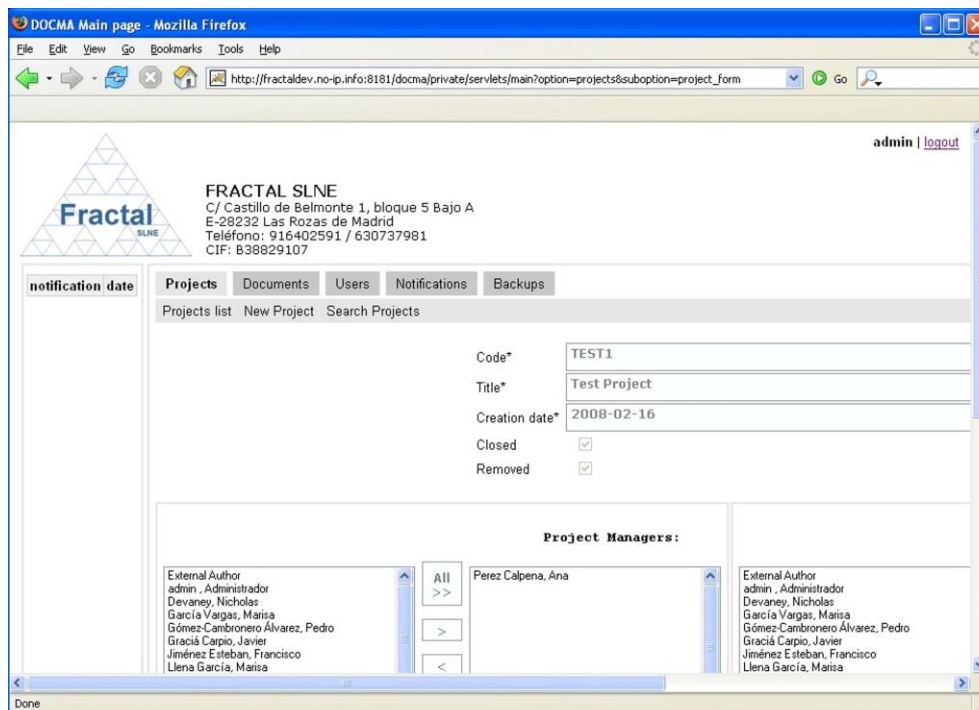 DOCMA Main page - Mozilla Firefox
File Edit View Go Bookmarks Tools Help
http://fractaldev.no-ip.info:8181/docma/private/servlets/main?option=projects&suboption=project_form Go
admin | logout
Fractal
SLNE
FRACTAL SLNE
C/ Castillo de Belmonte 1, bloque 5 Bajo A
E-28232 Las Rozas de Madrid
Teléfono: 916402591 / 630737981
CIF: B38829107
notification date
Projects Documents Users Notifications Backups
Projects list New Project Search Projects
Code* TEST1
Title* Test Project
Creation date* 2008-02-16
Closed
Removed
Project Managers:
External Author
admin , Administrador
Devaney, Nicholas
García Vargas, Marisa
Gómez-Cambronero Álvarez, Pedro
Graciá Carpio, Javier
Jiménez Esteban, Francisco
Llena García, Marisa
All
>>
>
<
Perez Calpena, Ana
External Author
admin , Administrador
Devaney, Nicholas
García Vargas, Marisa
Gómez-Cambronero Álvarez, Pedro
Graciá Carpio, Javier
Jiménez Esteban, Francisco
Llena García, Marisa
Done